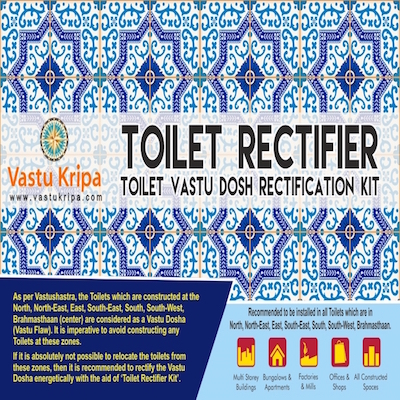 TOILET RECTIFIER
TOILET VASTU DOSH RECTIFICATION KIT
Vastu Kripa
www.vastukripa.com
As per Vastushastra, the Toilets which are constructed at the
North, North-East, East, South-East, South, South-West,
Brahmasthaan (center) are considered as a Vastu Dosha
(Vastu Flaw). It is imperative to avoid constructing any
Toilets at these zones.
If it is absolutely not possible to relocate the toilets from
these zones, then it is recommended to rectify the Vastu
Dosha energetically with the aid of ‘Toilet Rectifier Kit’.
Recommended to be installed in all Toilets which are in
North, North-East, East, South-East, South, South-West, Brahmasthaan.
Multi Storey
Buildings
Bungalows &
Apartments
Factories
& Mills
Offices &
Shops
All Constructed
Spaces